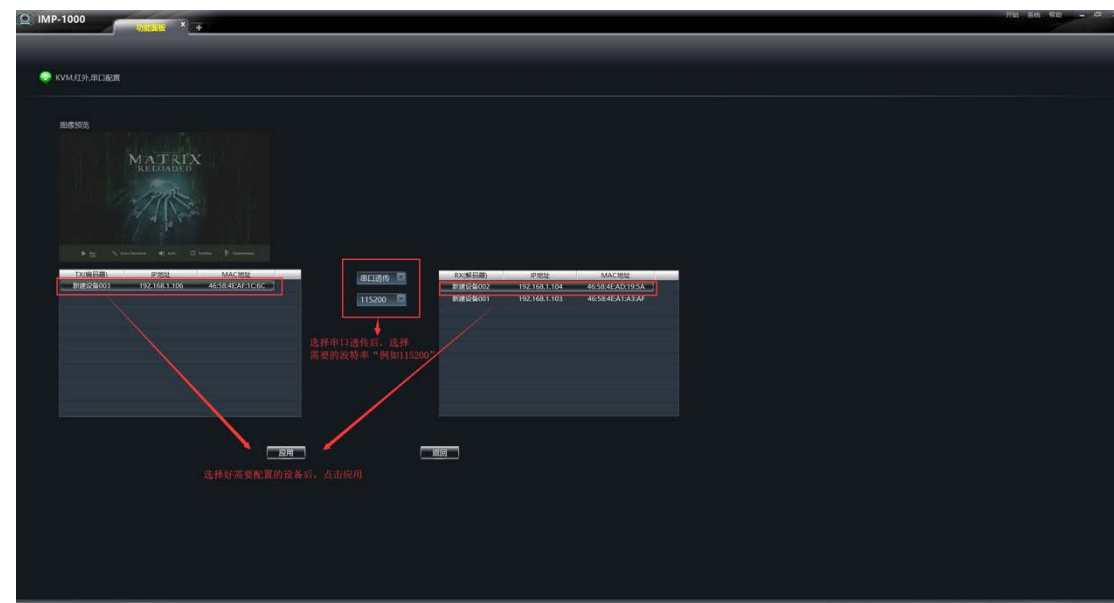 IMP-1000
功能面板 x +
开始 系统 帮助
KVM,红外,串口配置
图像预览
MATRIX
RELOADED
TX(编码器) IP地址 MAC地址
新建设备003 192.168.1.106 46:58:4E:AF:1C:6C
串口透传
115200
RX(解码器) IP地址 MAC地址
新建设备002 192.168.1.104 46:58:4E:AD:19:5A
新建设备001 192.168.1.103 46:58:4E:A1:A3:AF
选择串口透传后，选择
需要的波特率“例如115200”
应用
返回
选择好需要配置的设备后，点击应用